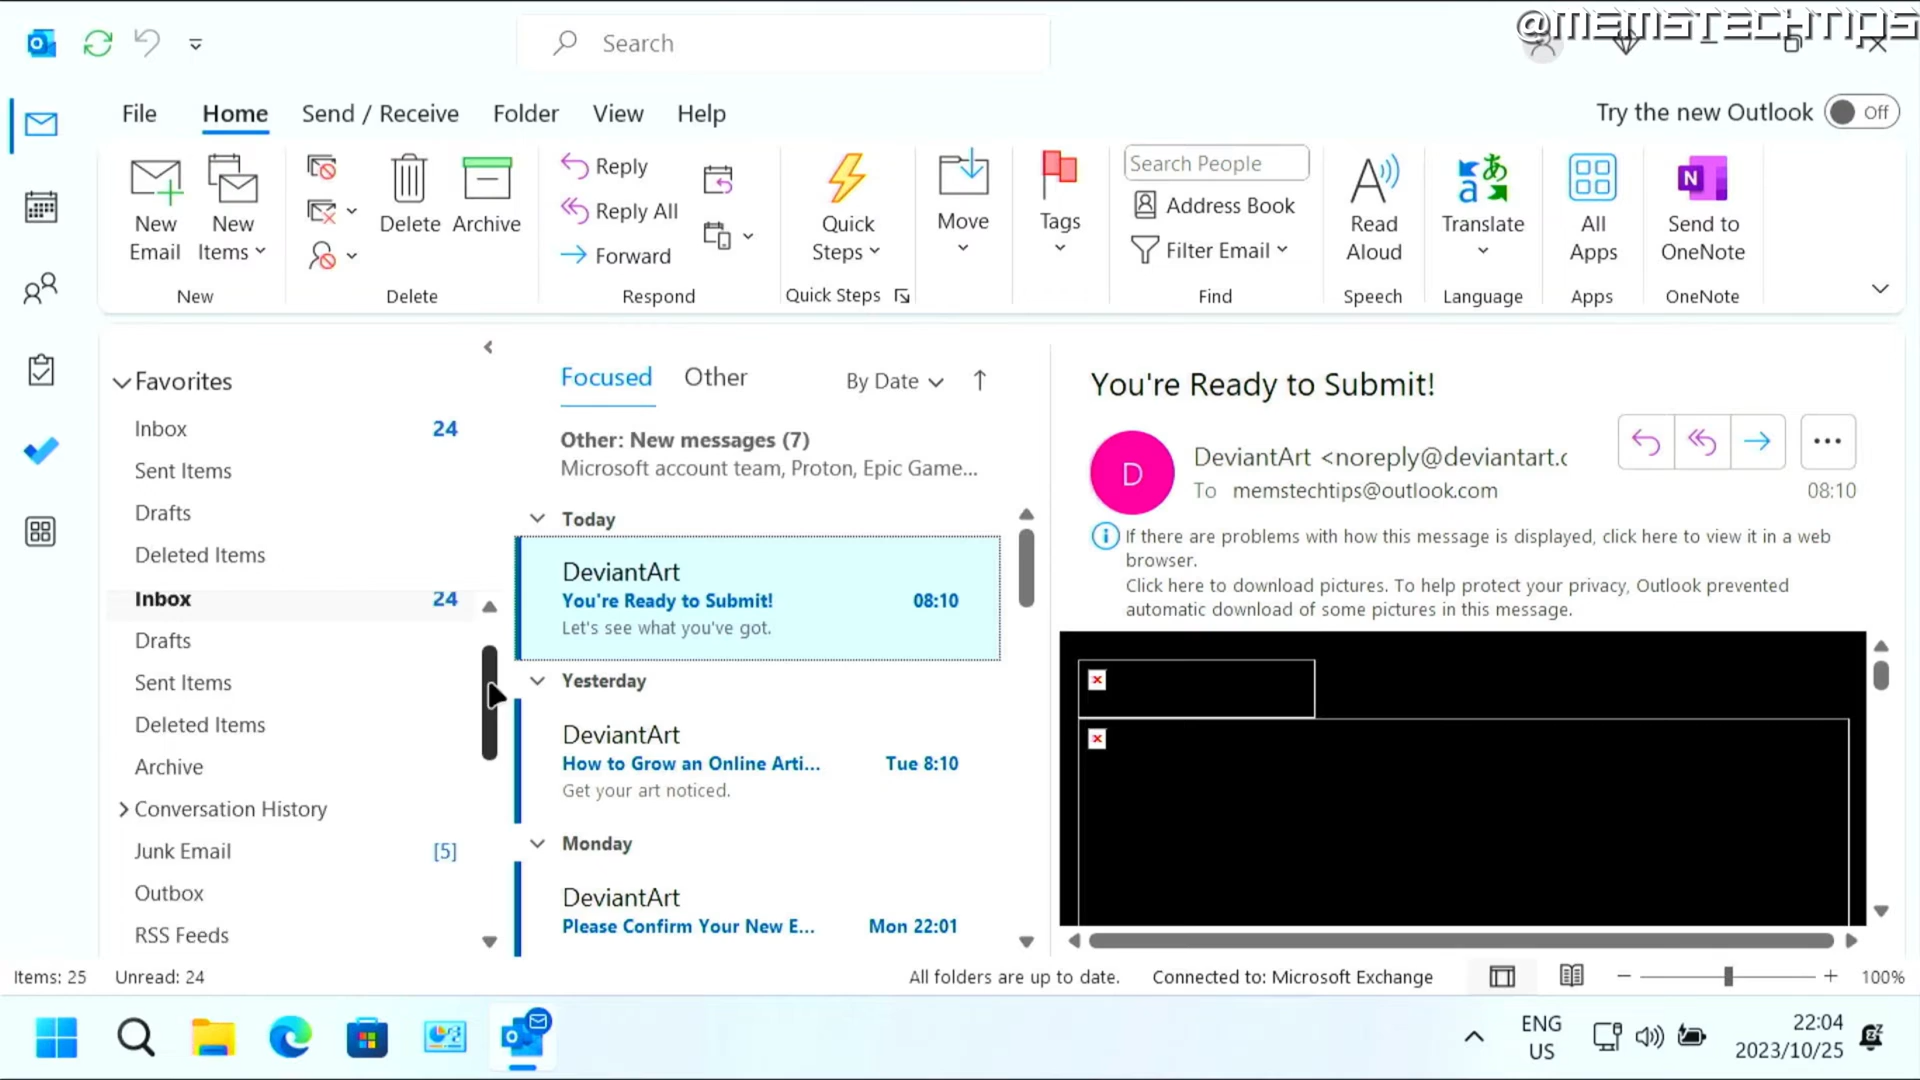 @MEMSTECHTIPS
Search
File
Home
Send / Receive
Folder
View
Help
Try the new Outlook
Off
New
Email
New
Items
New
Delete
Archive
Delete
Reply
Reply All
Forward
Respond
Quick
Steps
Quick Steps
Move
Tags
Search People
Address Book
Filter Email
Find
Read
Aloud
Speech
Translate
Language
All
Apps
Apps
N
Send to
OneNote
OneNote
Favorites
Inbox 24
Sent Items
Drafts
Deleted Items
Inbox 24
Drafts
Sent Items
Deleted Items
Archive
Conversation History
Junk Email [5]
Outbox
RSS Feeds
Focused
Other
By Date
Other: New messages (7)
Microsoft account team, Proton, Epic Game...
Today
DeviantArt
You're Ready to Submit! 08:10
Let's see what you've got.
Yesterday
DeviantArt
How to Grow an Online Arti... Tue 8:10
Get your art noticed.
Monday
DeviantArt
Please Confirm Your New E... Mon 22:01
You're Ready to Submit!
D
DeviantArt <noreply@deviantart.c
To memstechtips@outlook.com
08:10
If there are problems with how this message is displayed, click here to view it in a web
browser.
Click here to download pictures. To help protect your privacy, Outlook prevented
automatic download of some pictures in this message.
Items: 25
Unread: 24
All folders are up to date.
Connected to: Microsoft Exchange
100%
ENG
US
22:04
2023/10/25